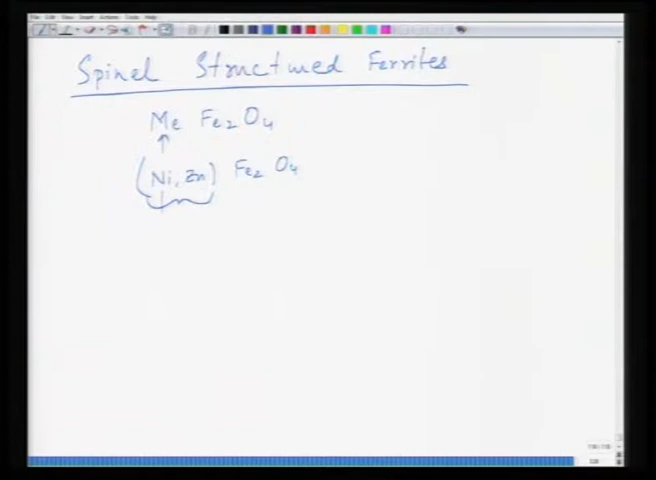 Spinel Structured Ferrites
Me Fe2 O4
(Ni, Zn) Fe2 O4